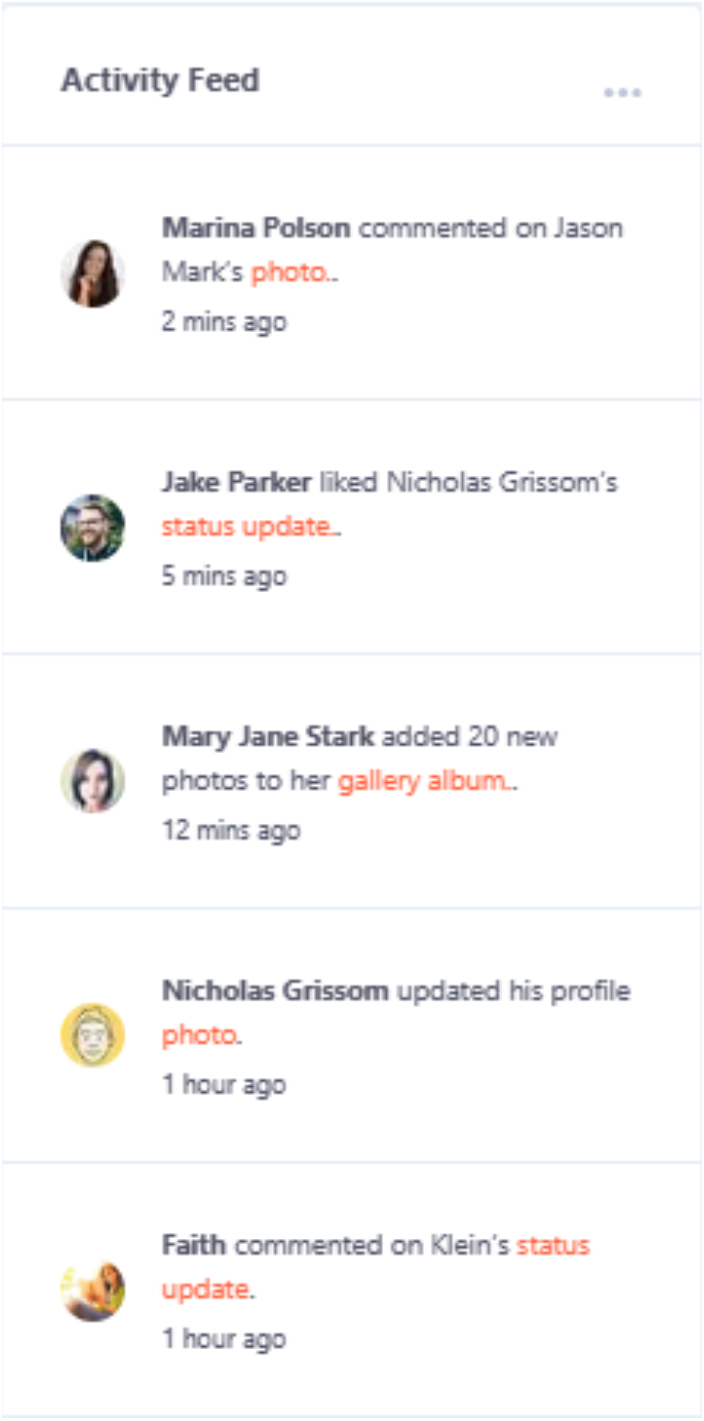 Activity Feed
Marina Polson commented on Jason
Mark's photo..
2 mins ago
Jake Parker liked Nicholas Grissom's
status update..
5 mins ago
Mary Jane Stark added 20 new
photos to her gallery album..
12 mins ago
Nicholas Grissom updated his profile
photo.
1 hour ago
Faith commented on Klein's status
update.
1 hour ago